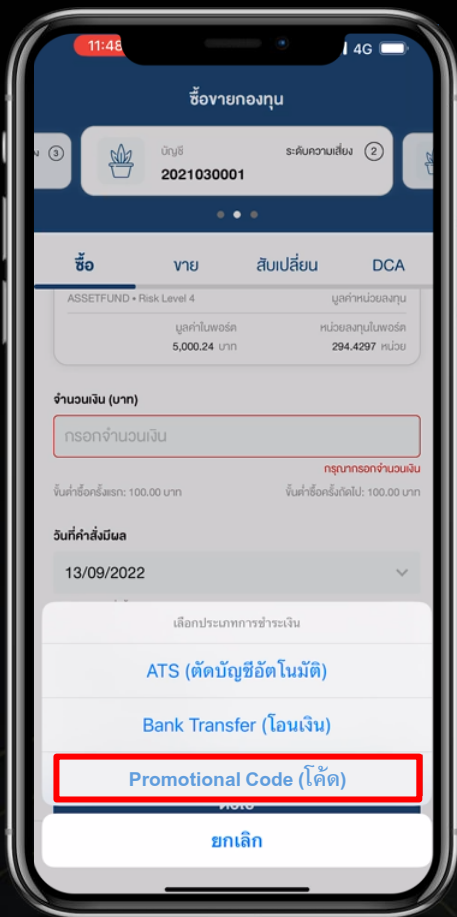 11:48
4G
ซื้อขายกองทุน
3
บัญชี
ระดับความเสี่ยง 2
2021030001
ซื้อ ขาย สับเปลี่ยน DCA
ASSETFUND • Risk Level 4 มูลค่าหน่วยลงทุน
มูลค่าในพอร์ต หน่วยลงทุนในพอร์ต
5,000.24 บาท 294.4297 หน่วย
จำนวนเงิน (บาท)
กรอกจำนวนเงิน
กรุณากรอกจำนวนเงิน
ขั้นต่ำซื้อครั้งแรก: 100.00 บาท ขั้นต่ำซื้อครั้งถัดไป: 100.00 บาท
วันที่คำสั่งมีผล
13/09/2022
เลือกประเภทการชำระเงิน
ATS (ตัดบัญชีอัตโนมัติ)
Bank Transfer (โอนเงิน)
Promotional Code (โค้ด)
ยกเลิก